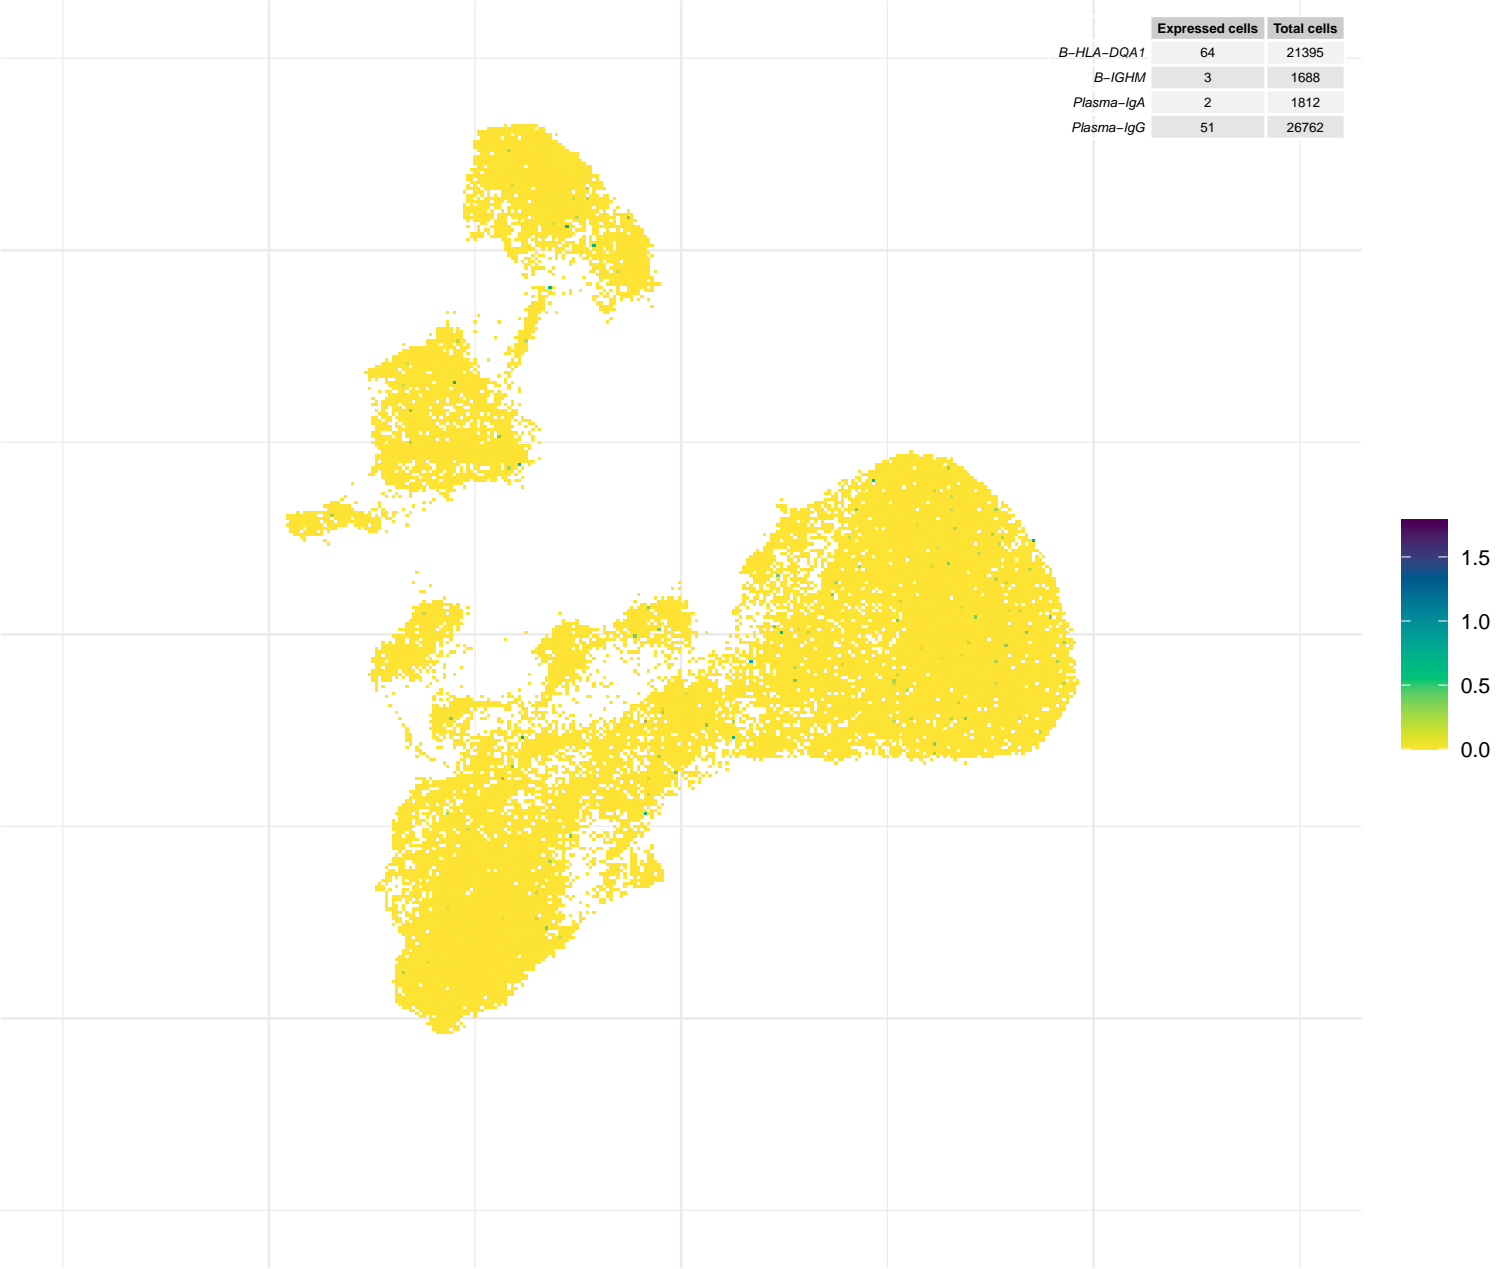 Expressed cells Total cells
B−HLA−DQA1 64 21395
B−IGHM 3 1688
Plasma−IgA 2 1812
Plasma−IgG 51 26762
1.5
1.0
0.5
0.0